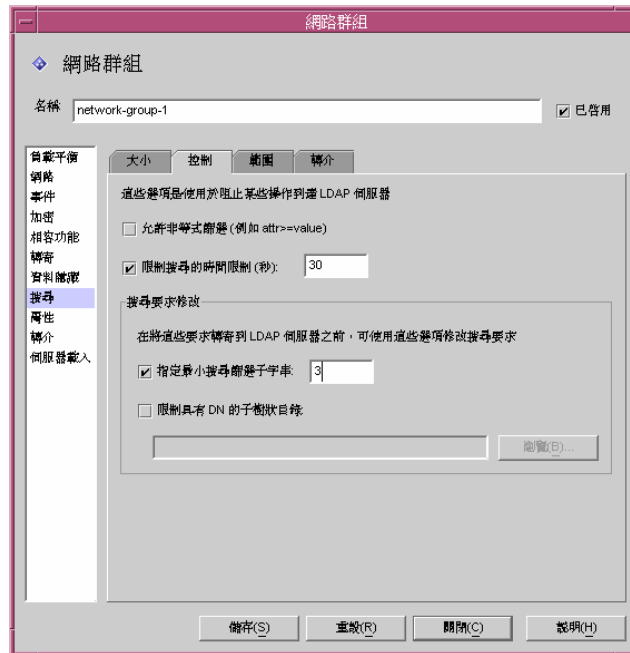 網路群組
網路群組
名稱 network-group-1 已啓用
負載平衡
網路
事件
加密
相容功能
轉寄
資料隱藏
搜尋
屬性
轉介
伺服器載入
大小 控制 範圍 轉介
這些選項是使用於阻止某些操作到達 LDAP 伺服器
允許非等式篩選 (例如 attr>=value)
限制搜尋的時間限制 (秒): 30
搜尋要求修改
在將這些要求轉寄到 LDAP 伺服器之前，可使用這些選項修改搜尋要求
指定最小搜尋篩選子字串: 3
限制具有 DN 的子樹狀目錄:
瀏覽(B)...
儲存(S) 重設(R) 關閉(C) 說明(H)